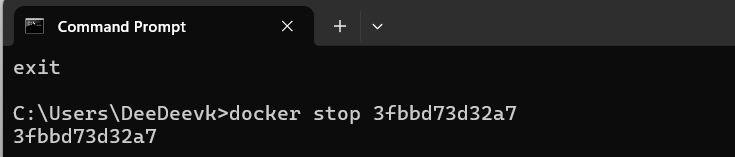 Command Prompt
exit
C:\Users\DeeDeevk>docker stop 3fbbd73d32a7
3fbbd73d32a7